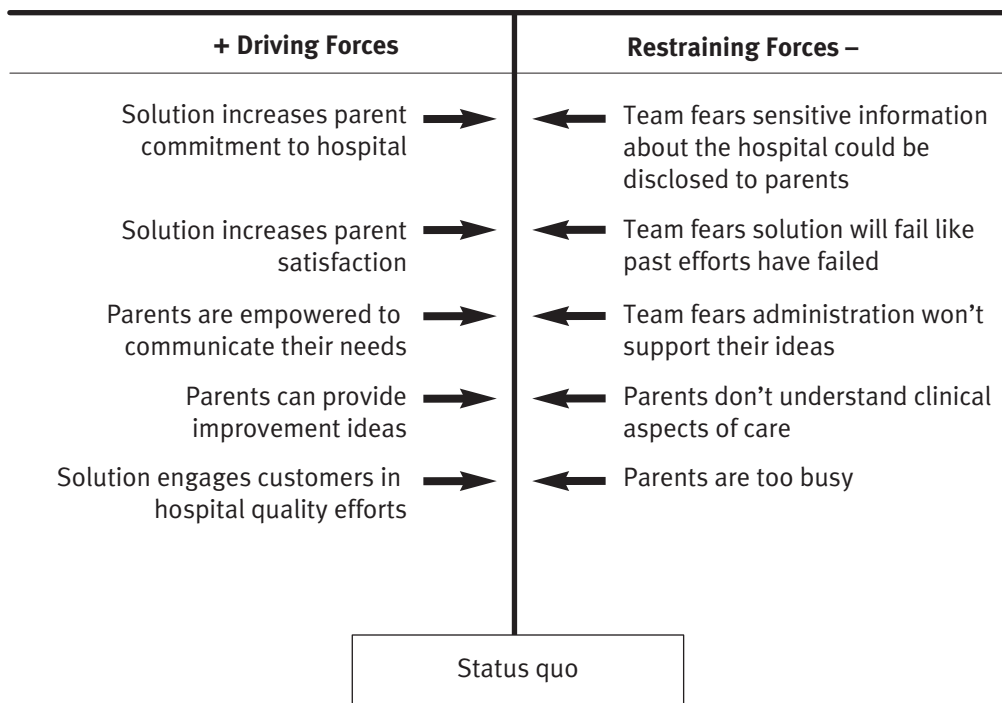 + Driving Forces
Restraining Forces –
Solution increases parent
commitment to hospital
Team fears sensitive information
about the hospital could be
disclosed to parents
Solution increases parent
satisfaction
Team fears solution will fail like
past efforts have failed
Parents are empowered to
communicate their needs
Team fears administration won’t
support their ideas
Parents can provide
improvement ideas
Parents don’t understand clinical
aspects of care
Solution engages customers in
hospital quality efforts
Parents are too busy
Status quo